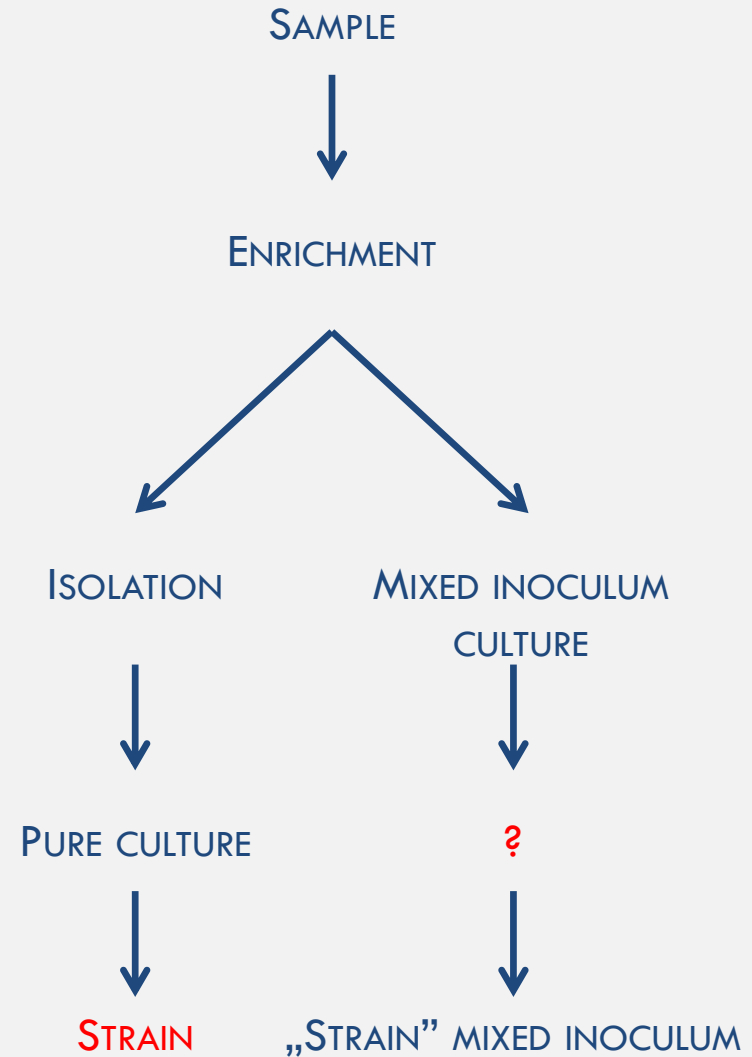 SAMPLE
ENRICHMENT
ISOLATION
MIXED INOCULUM
CULTURE
PURE CULTURE
?
STRAIN
„STRAIN” MIXED INOCULUM